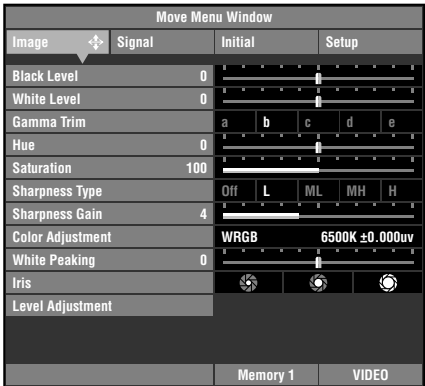 Move Menu Window
Image Signal Initial Setup
Black Level 0
White Level 0
Gamma Trim a b c d e
Hue 0
Saturation 100
Sharpness Type Off L ML MH H
Sharpness Gain 4
Color Adjustment WRGB 6500K ±0.000uv
White Peaking 0
Iris
Level Adjustment
Memory 1 VIDEO